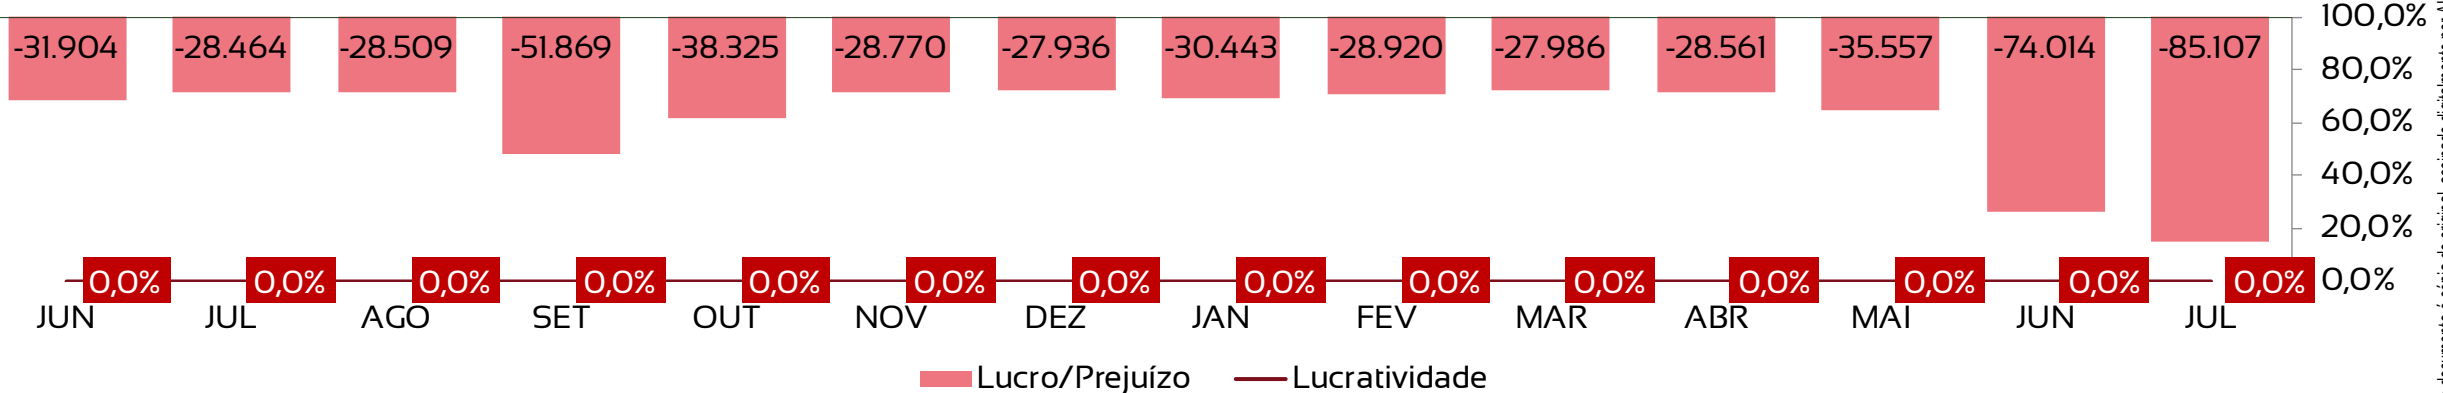 -31.904 -28.464 -28.509 -51.869 -38.325 -28.770 -27.936 -30.443 -28.920 -27.986 -28.561 -35.557 -74.014 -85.107
100,0%
80,0%
60,0%
40,0%
20,0%
0,0%
0,0% 0,0% 0,0% 0,0% 0,0% 0,0% 0,0% 0,0% 0,0% 0,0% 0,0% 0,0% 0,0% 0,0%
JUN JUL AGO SET OUT NOV DEZ JAN FEV MAR ABR MAI JUN JUL
Lucro/Prejuízo Lucratividade